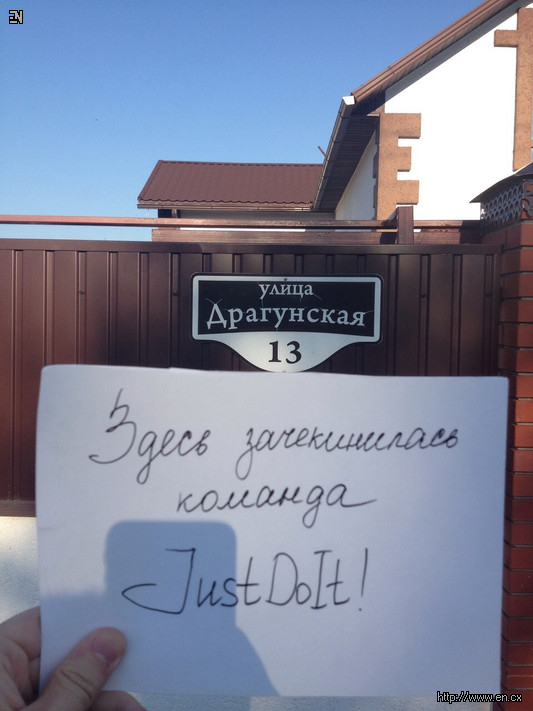 EN
улица
Драгунская
13
Здесь зачекинилась
команда
JustDoIt!
http://www.en.cx